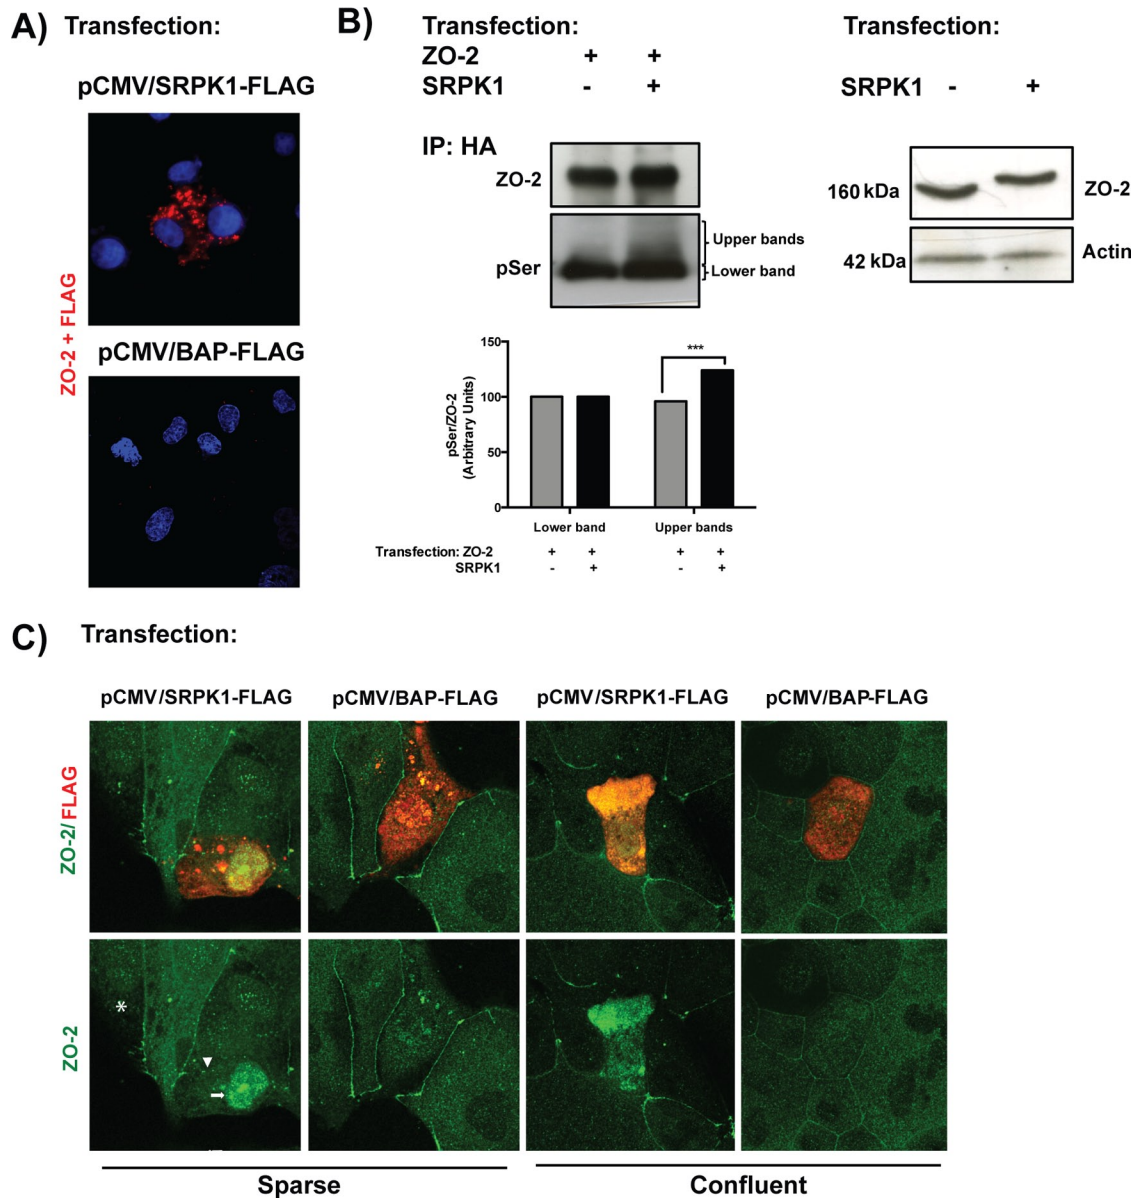 A) Transfection:
pCMV/SRPK1-FLAG
ZO-2 + FLAG
pCMV/BAP-FLAG
B)
Transfection:
ZO-2 + +
SRPK1 - +
IP: HA
ZO-2
pSer
Upper bands
Lower band
Transfection:
SRPK1 - +
160 kDa
ZO-2
42 kDa
Actin
150
100
50
0
pSer/ZO-2
(Arbitrary Units)
***
Lower band
Upper bands
Transfection: ZO-2 + + + +
SRPK1 - + - +
C) Transfection:
pCMV/SRPK1-FLAG pCMV/BAP-FLAG pCMV/SRPK1-FLAG pCMV/BAP-FLAG
ZO-2/ FLAG
ZO-2
*
Sparse
Confluent